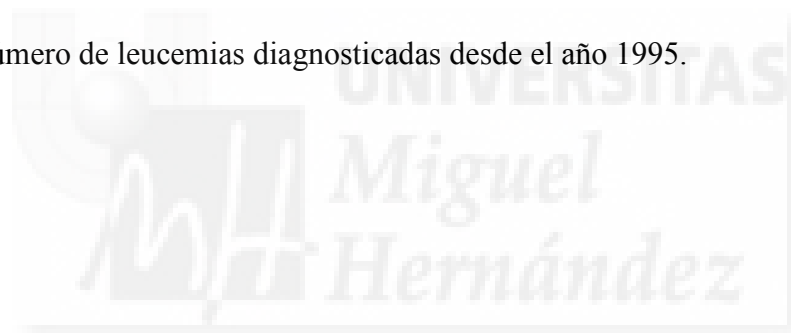 umero de leucemias diagnosticadas desde el año 1995.
UNIVERSITAS
Miguel
Hernández